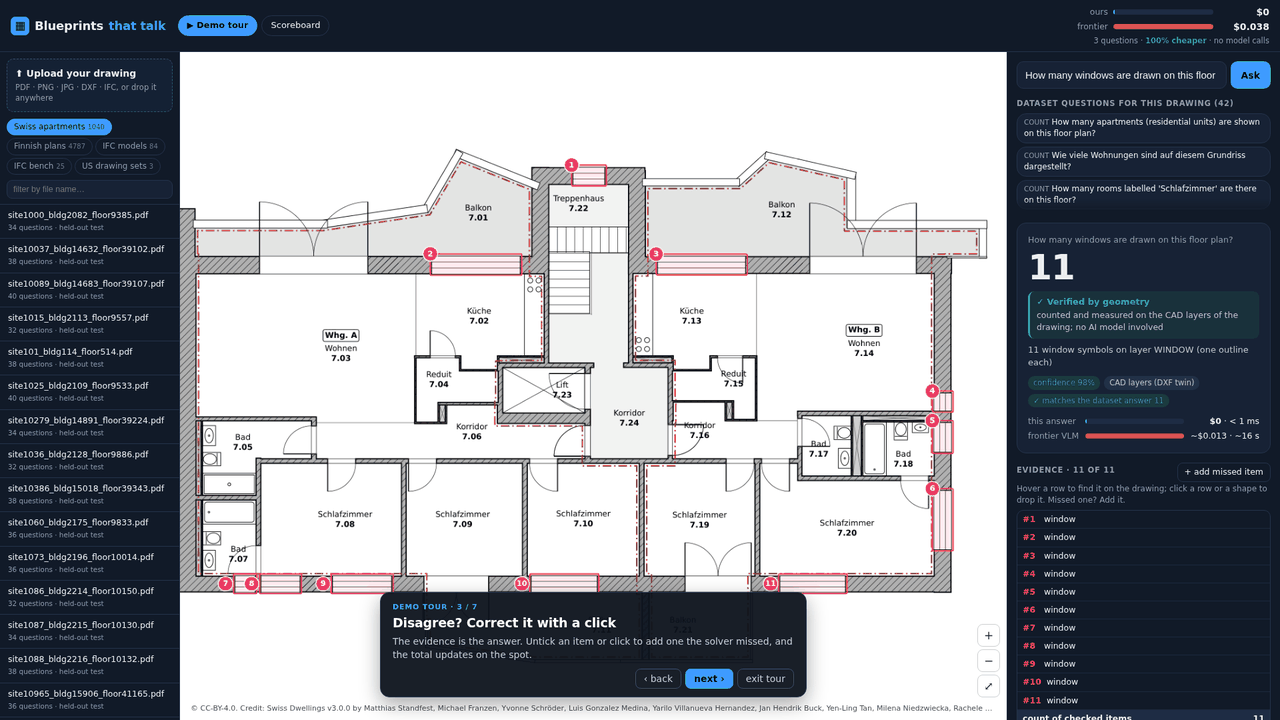 Blueprints that talk
▶ Demo tour
Scoreboard
ours $0
frontier $0.038
3 questions · 100% cheaper · no model calls
⬆ Upload your drawing
PDF · PNG · JPG · DXF · IFC, or drop it
anywhere
Swiss apartments 1040
Finnish plans 4787
IFC models 84
IFC bench 25
US drawing sets 3
filter by file name…
site1000_bldg2082_floor9385.pdf
34 questions · held-out test
site10037_bldg14632_floor39102.pdf
38 questions · held-out test
site10089_bldg14683_floor39107.pdf
40 questions · held-out test
site1015_bldg2113_floor9557.pdf
32 questions · held-out test
site101_bldg114_floor514.pdf
38 questions · held-out test
site1025_bldg2109_floor9533.pdf
40 questions · held-out test
site10279_bldg14891_floor39224.pdf
34 questions · held-out test
site1036_bldg2128_floor9686.pdf
32 questions · held-out test
site10386_bldg15018_floor39343.pdf
38 questions · held-out test
site1060_bldg2175_floor9833.pdf
36 questions · held-out test
site1073_bldg2196_floor10014.pdf
36 questions · held-out test
site1086_bldg2214_floor10150.pdf
32 questions · held-out test
site1087_bldg2215_floor10130.pdf
34 questions · held-out test
site1088_bldg2216_floor10132.pdf
38 questions · held-out test
site10965_bldg15906_floor41165.pdf
36 questions · held-out test
1
Treppenhaus
7.22
Balkon
7.01
Balkon
7.12
2
3
Küche
7.02
Küche
7.13
Whg. A
Wohnen
7.03
Whg. B
Wohnen
7.14
Reduit
7.04
Lift
7.23
Reduit
7.15
4
5
6
Korridor
7.24
Korridor
7.06
Korridor
7.16
Bad
7.05
Bad
7.17
Bad
7.18
Schlafzimmer
7.08
Schlafzimmer
7.09
Schlafzimmer
7.10
Schlafzimmer
7.19
Schlafzimmer
7.20
Bad
7.07
7
8
9
10
11
DEMO TOUR · 3 / 7
Disagree? Correct it with a click
The evidence is the answer. Untick an item or click to add one the solver missed, and
the total updates on the spot.
‹ back
next ›
exit tour
+
−
⤢
© CC-BY-4.0. Credit: Swiss Dwellings v3.0.0 by Matthias Standfest, Michael Franzen, Yvonne Schröder, Luis Gonzalez Medina, Yarilo Villanueva Hernandez, Jan Hendrik Buck, Yen-Ling Tan, Milena Niedzwiecka, Rachele …
How many windows are drawn on this floor
Ask
DATASET QUESTIONS FOR THIS DRAWING (42)
COUNT How many apartments (residential units) are shown
on this floor plan?
COUNT Wie viele Wohnungen sind auf diesem Grundriss
dargestellt?
COUNT How many rooms labelled 'Schlafzimmer' are there
on this floor plan?
How many windows are drawn on this floor plan?
11
✓ Verified by geometry
counted and measured on the CAD layers of the
drawing; no AI model involved
11 window symbols on layer WINDOW (one outline
each)
confidence 98%
CAD layers (DXF twin)
✓ matches the dataset answer 11
this answer $0 · < 1 ms
frontier VLM ~$0.013 · ~16 s
EVIDENCE · 11 OF 11
+ add missed item
Hover a row to find it on the drawing; click a row or a shape to
drop it. Missed one? Add it.
#1 window
#2 window
#3 window
#4 window
#5 window
#6 window
#7 window
#8 window
#9 window
#10 window
#11 window
count of checked items 11